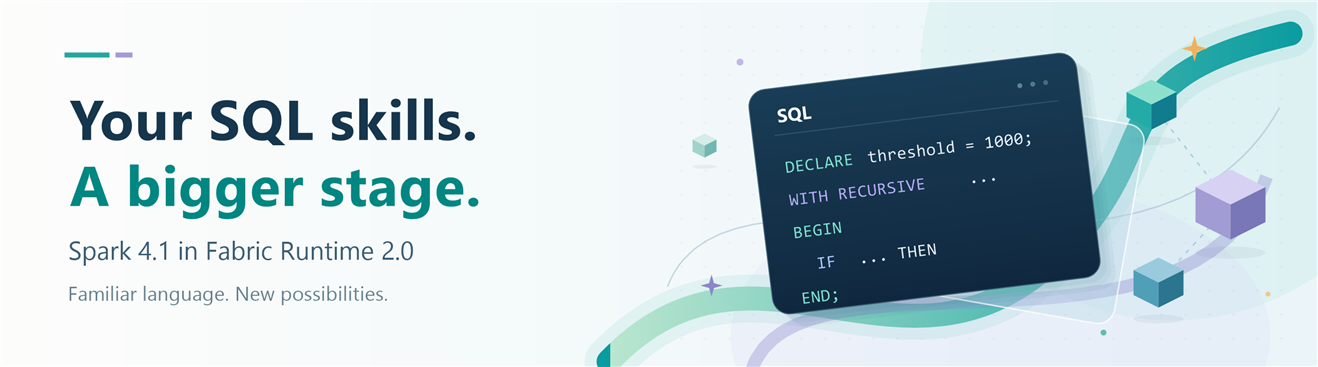 Your SQL skills.
A bigger stage.
Spark 4.1 in Fabric Runtime 2.0
Familiar language. New possibilities.
SQL
DECLARE threshold = 1000;
WITH RECURSIVE ...
BEGIN
IF ... THEN
END;